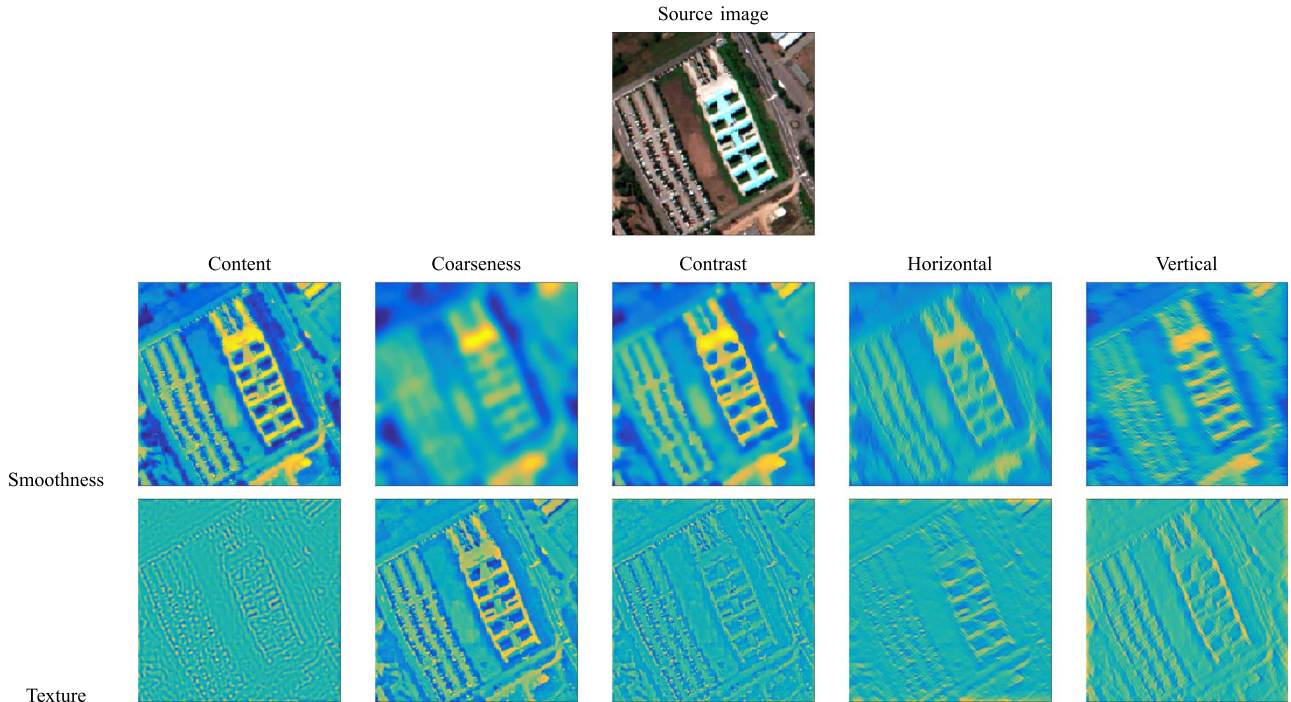 Source image
Content Coarseness Contrast Horizontal Vertical
Smoothness
Texture